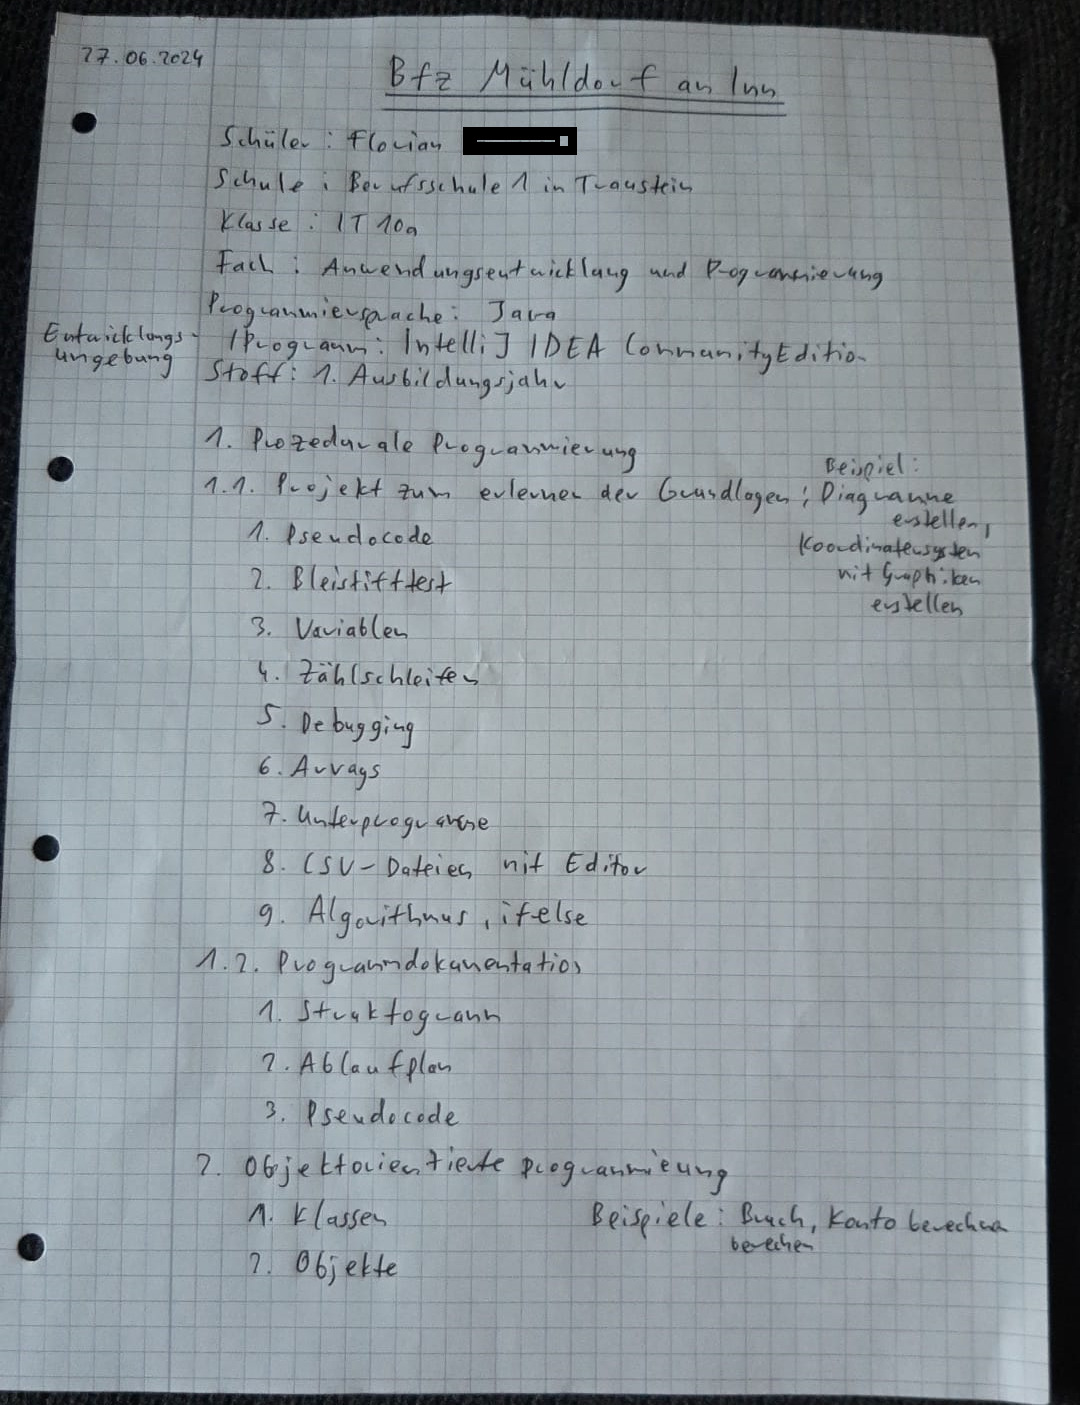 27.06.2024
Bfz Mühldorf an Inn
Schüler: Florian
Schule: Berufsschule 1 in Traustein
Klasse: IT 10a
Fach: Anwendungsentwicklung und Programmierung
Programmiersprache: Java
Entwicklungs-
umgebung
/Programm: IntelliJ IDEA CommunityEdition
Stoff: 1. Ausbildungsjahr
1. Prozedurale Programmierung
1.1. Projekt zum erlernen der Grundlagen; Beispiel: Diagramme
erstellen,
Koordinatensystem
mit Graphiken
erstellen
1. Pseudocode
2. Bleistifttest
3. Variablen
4. Zählschleifen
5. Debugging
6. Arrays
7. Unterprogramme
8. CSV-Dateien mit Editor
9. Algorithmus, ifelse
1.2. Programmdokumentation
1. Struktogramm
2. Ablaufplan
3. Pseudocode
2. Objektorientierte Programmierung
1. Klassen
Beispiele: Bruch, Konto berechnen
berechen
2. Objekte